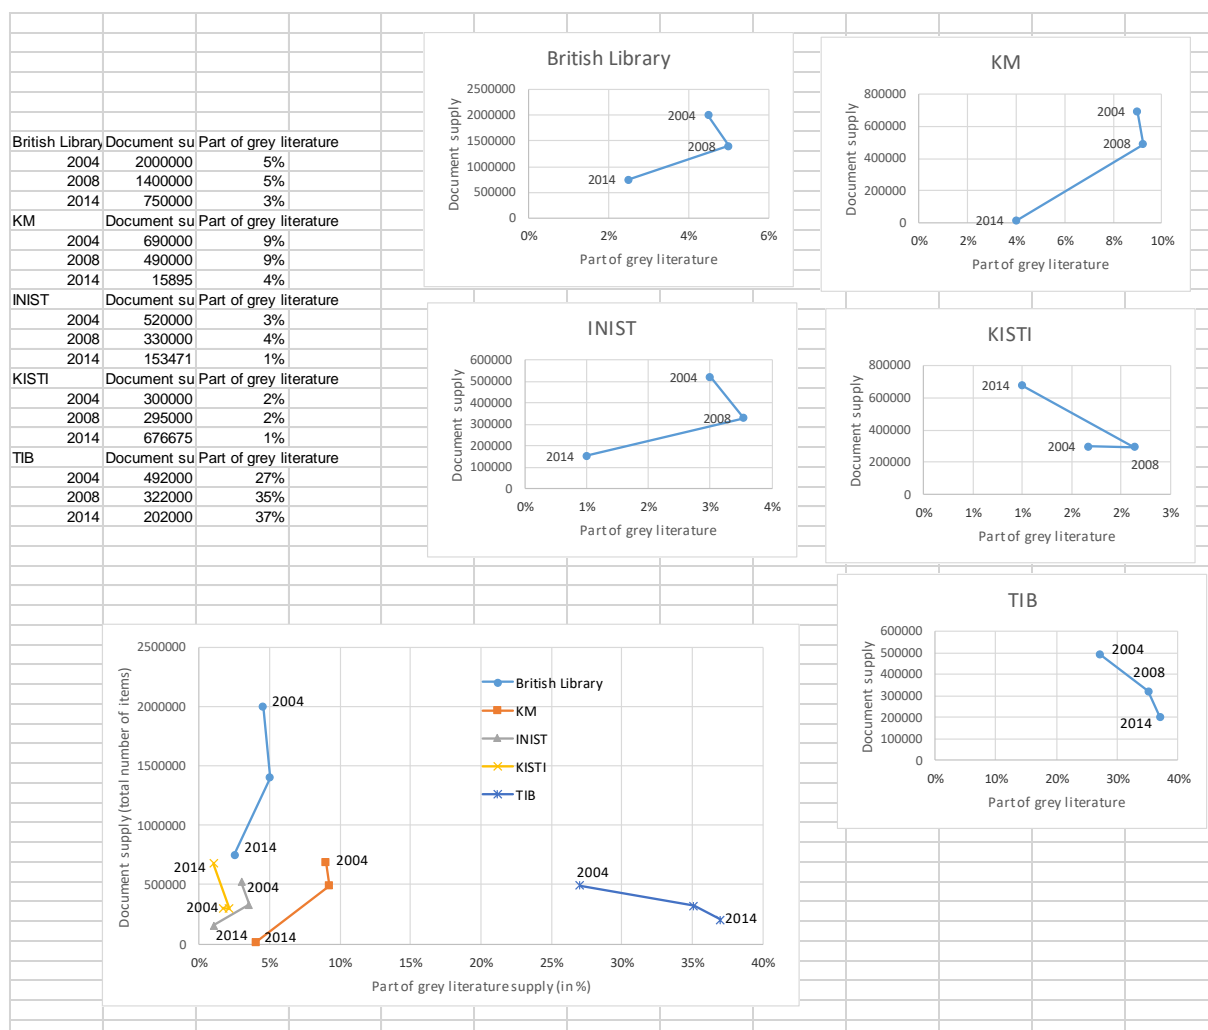 British Library Document su Part of grey literature
2004 2000000 5%
2008 1400000 5%
2014 750000 3%
KM Document su Part of grey literature
2004 690000 9%
2008 490000 9%
2014 15895 4%
INIST Document su Part of grey literature
2004 520000 3%
2008 330000 4%
2014 153471 1%
KISTI Document su Part of grey literature
2004 300000 2%
2008 295000 2%
2014 676675 1%
TIB Document su Part of grey literature
2004 492000 27%
2008 322000 35%
2014 202000 37%
British Library
Document supply
2500000
2000000
1500000
1000000
500000
0
2004
2008
2014
0% 2% 4% 6%
Part of grey literature
KM
Document supply
800000
600000
400000
200000
0
2004
2008
2014
0% 2% 4% 6% 8% 10%
Part of grey literature
INIST
Document supply
600000
500000
400000
300000
200000
100000
0
2004
2008
2014
0% 1% 2% 3% 4%
Part of grey literature
KISTI
Document supply
800000
600000
400000
200000
0
2014
2004
2008
0% 1% 1% 2% 2% 3%
Part of grey literature
TIB
Document supply
600000
500000
400000
300000
200000
100000
0
2004
2008
2014
0% 10% 20% 30% 40%
Part of grey literature
Document supply (total number of items)
2500000
2000000
1500000
1000000
500000
0
British Library
KM
INIST
KISTI
TIB
2004
2014
2004
2014
2004
2014
2004
2014
2004
2014
0% 5% 10% 15% 20% 25% 30% 35% 40%
Part of grey literature supply (in %)